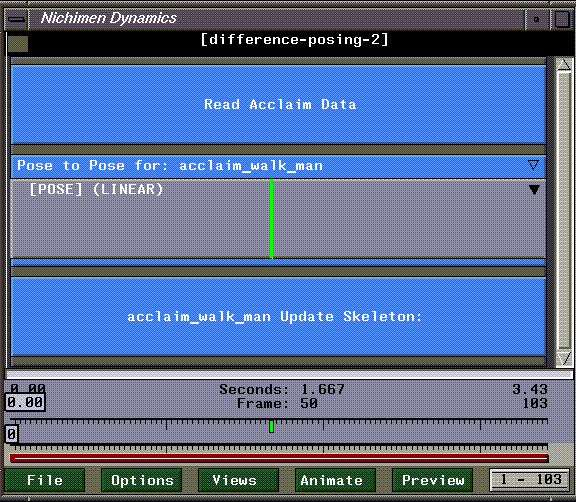 Nichimen Dynamics
[difference-posing-2]
Read Acclaim Data
Pose to Pose for: acclaim_walk_man
[POSE] (LINEAR)
acclaim_walk_man Update Skeleton:
0.00 Seconds: 1.667 3.43
0.00 Frame: 50 103
0
File Options Views Animate Preview 1 - 103